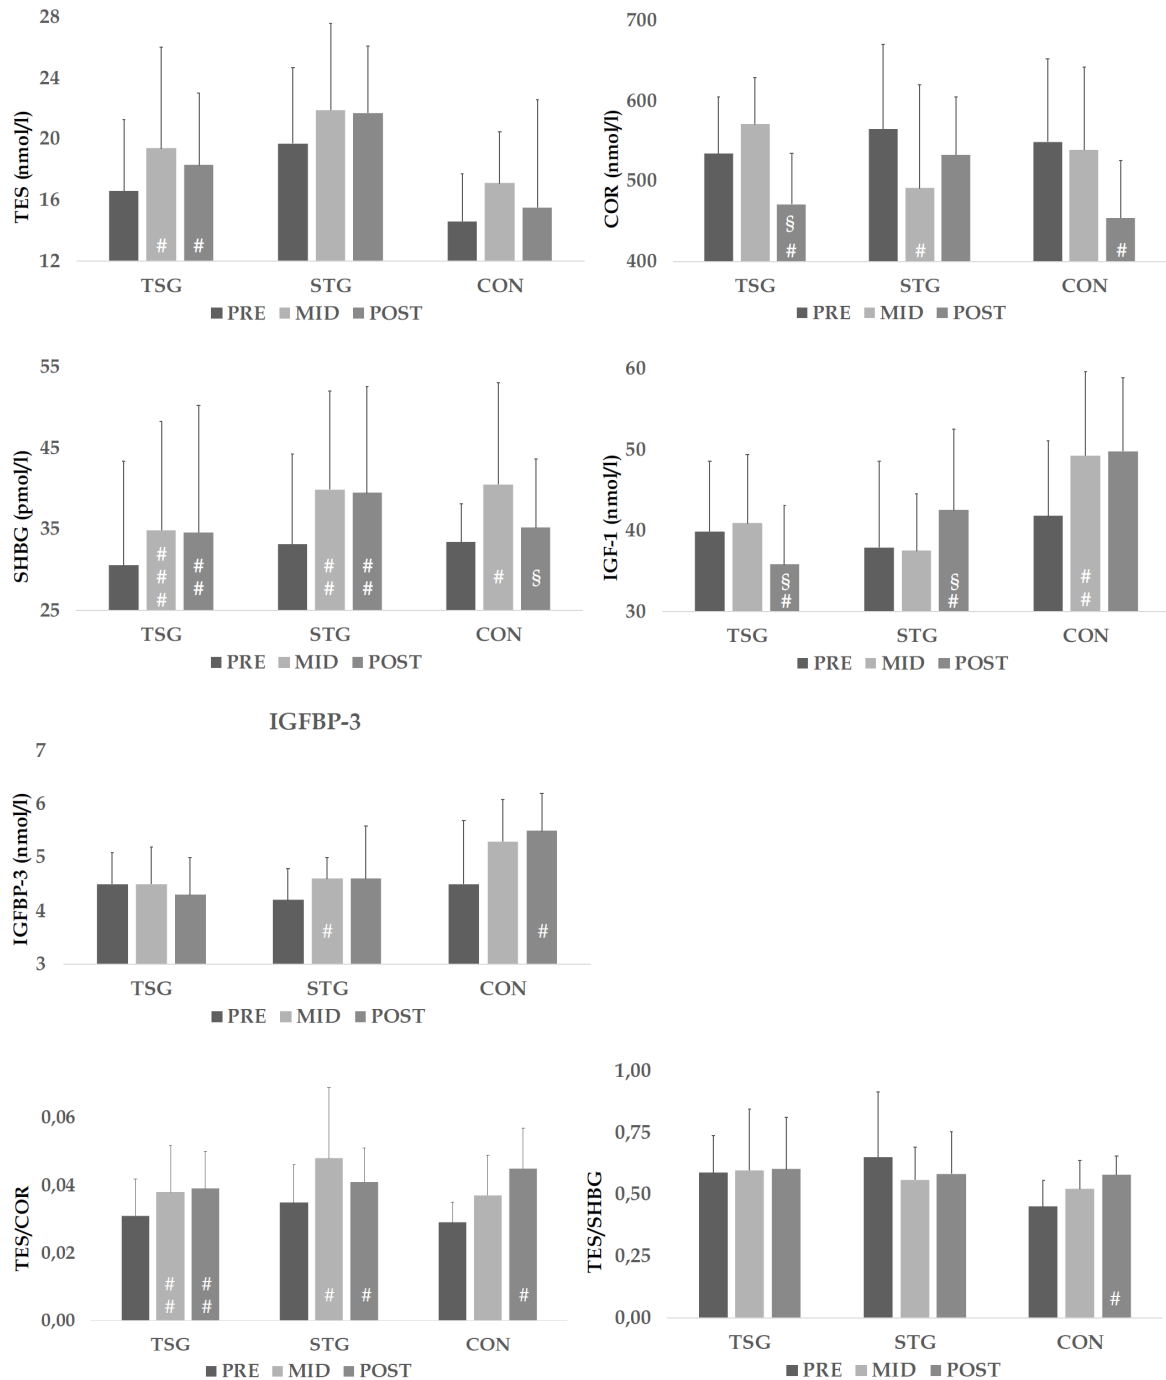 TES (nmol/l)
28
24
20
16
12
# #
TSG STG CON
PRE MID POST
COR (nmol/l)
700
600
500
400
§
# # #
TSG STG CON
PRE MID POST
SHBG (pmol/l)
55
45
35
25
# # # # # §
# # # #
#
TSG STG CON
PRE MID POST
IGF-1 (nmol/l)
60
50
40
30
§ § #
# # #
TSG STG CON
PRE MID POST
IGFBP-3
IGFBP-3 (nmol/l)
7
6
5
4
3
# #
TSG STG CON
PRE MID POST
TES/COR
0,06
0,04
0,02
0,00
# #
# # # # #
TSG STG CON
PRE MID POST
TES/SHBG
1,00
0,75
0,50
0,25
0,00
#
TSG STG CON
PRE MID POST